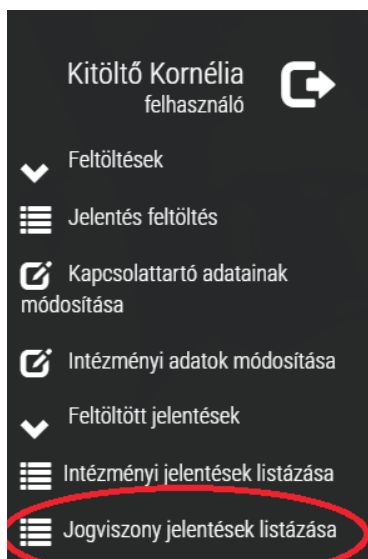 Kitöltő Kornélia
felhasználó
Feltöltések
Jelentés feltöltés
Kapcsolattartó adatainak
módosítása
Intézményi adatok módosítása
Feltöltött jelentések
Intézményi jelentések listázása
Jogviszony jelentések listázása